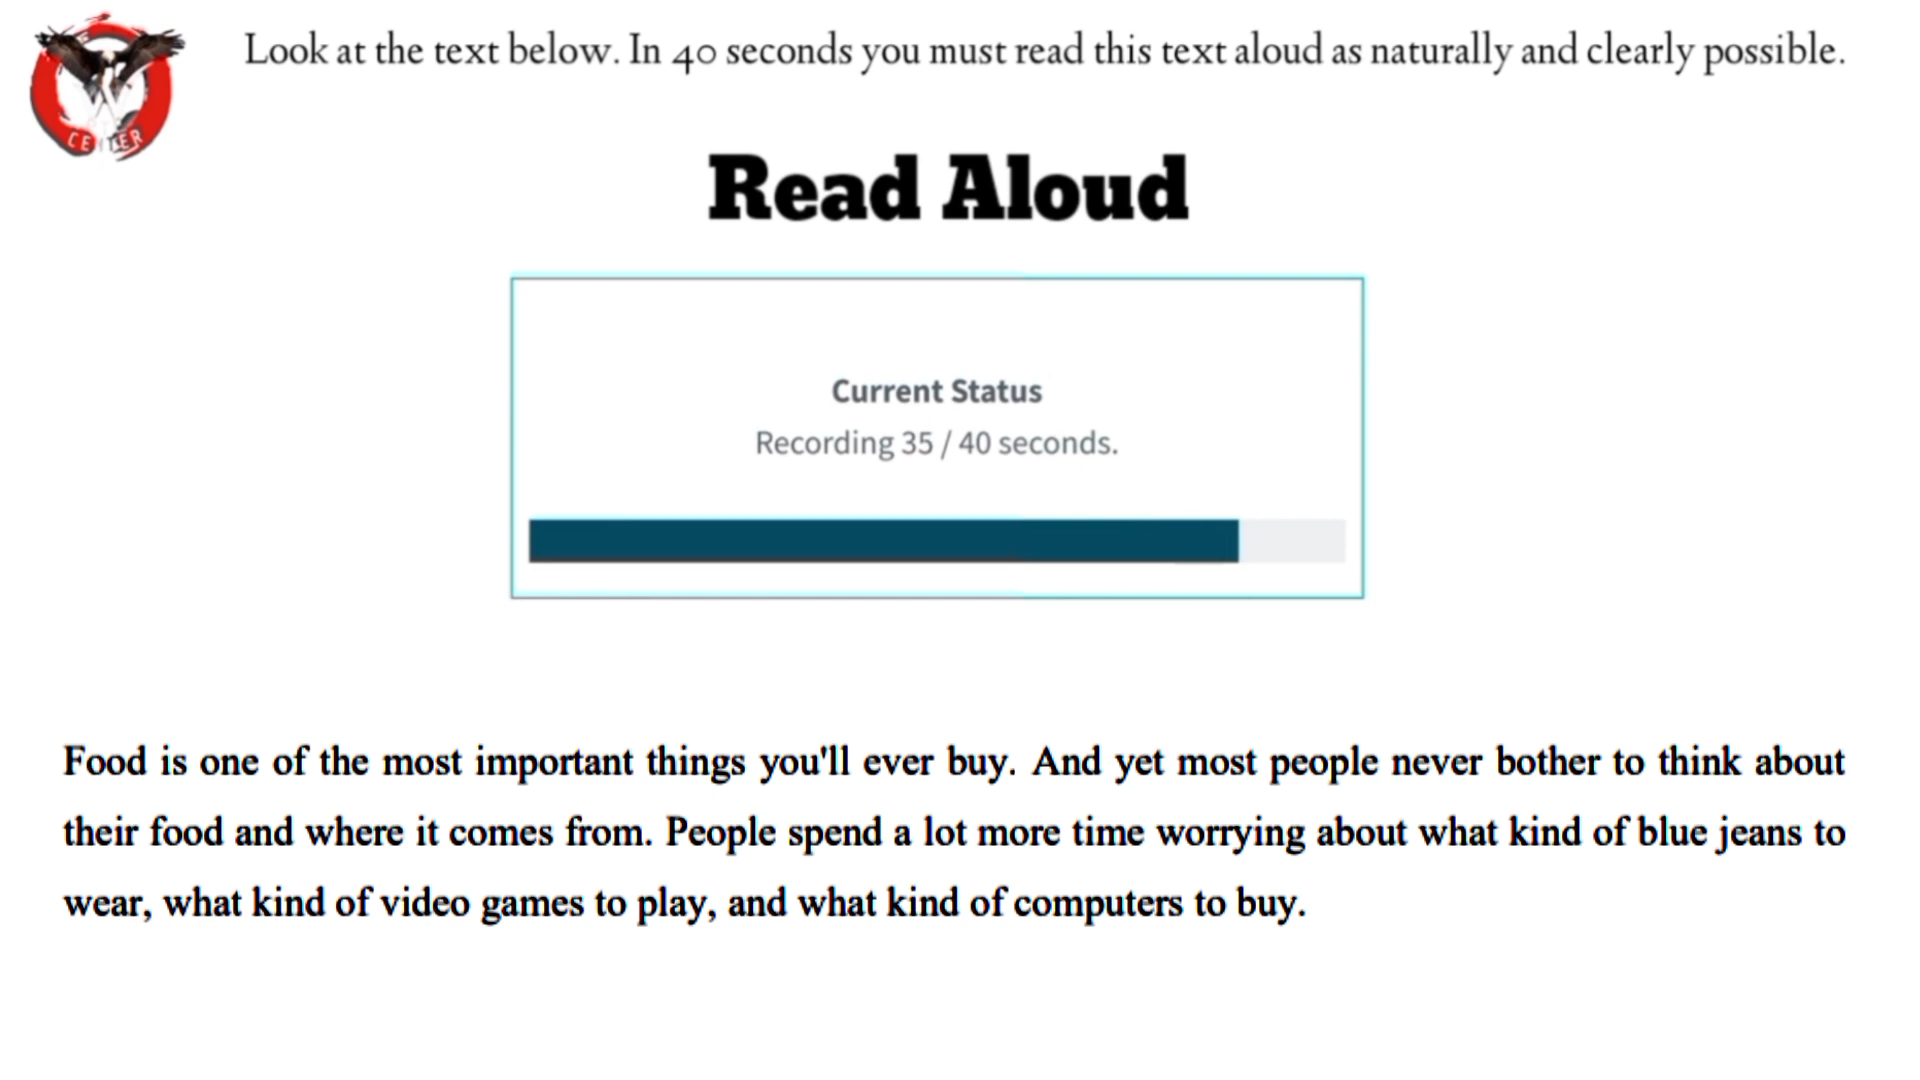 Look at the text below. In 40 seconds you must read this text aloud as naturally and clearly possible.
CENTER
Read Aloud
Current Status
Recording 35 / 40 seconds.
Food is one of the most important things you'll ever buy. And yet most people never bother to think about
their food and where it comes from. People spend a lot more time worrying about what kind of blue jeans to
wear, what kind of video games to play, and what kind of computers to buy.